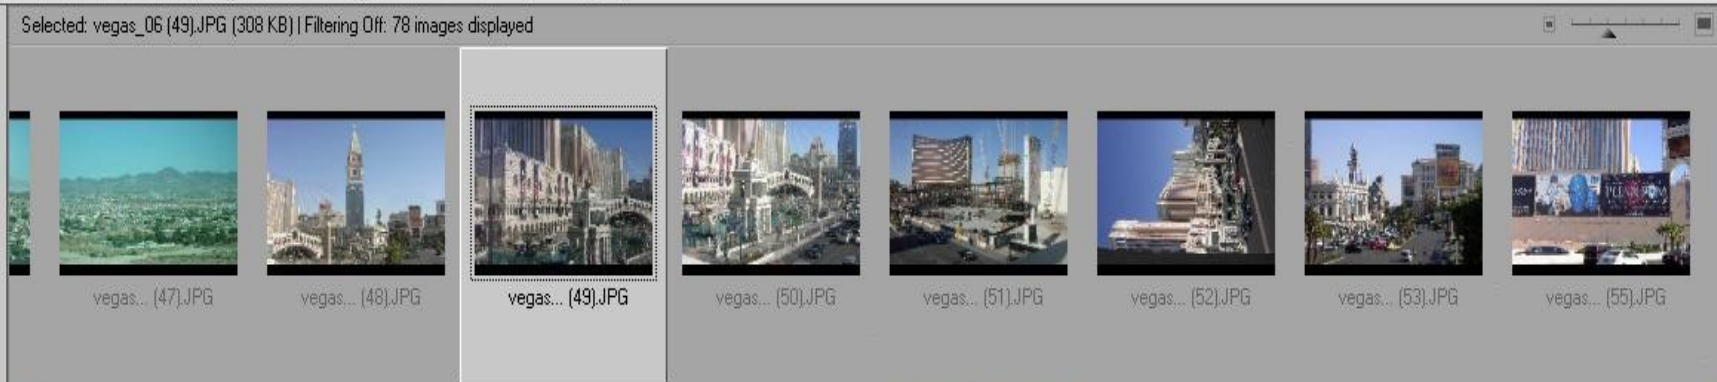 Selected: vegas_06 (49).JPG (308 KB) | Filtering Off: 78 images displayed
vegas... (47).JPG
vegas... (48).JPG
vegas... (49).JPG
vegas... (50).JPG
vegas... (51).JPG
vegas... (52).JPG
vegas... (53).JPG
vegas... (55).JPG